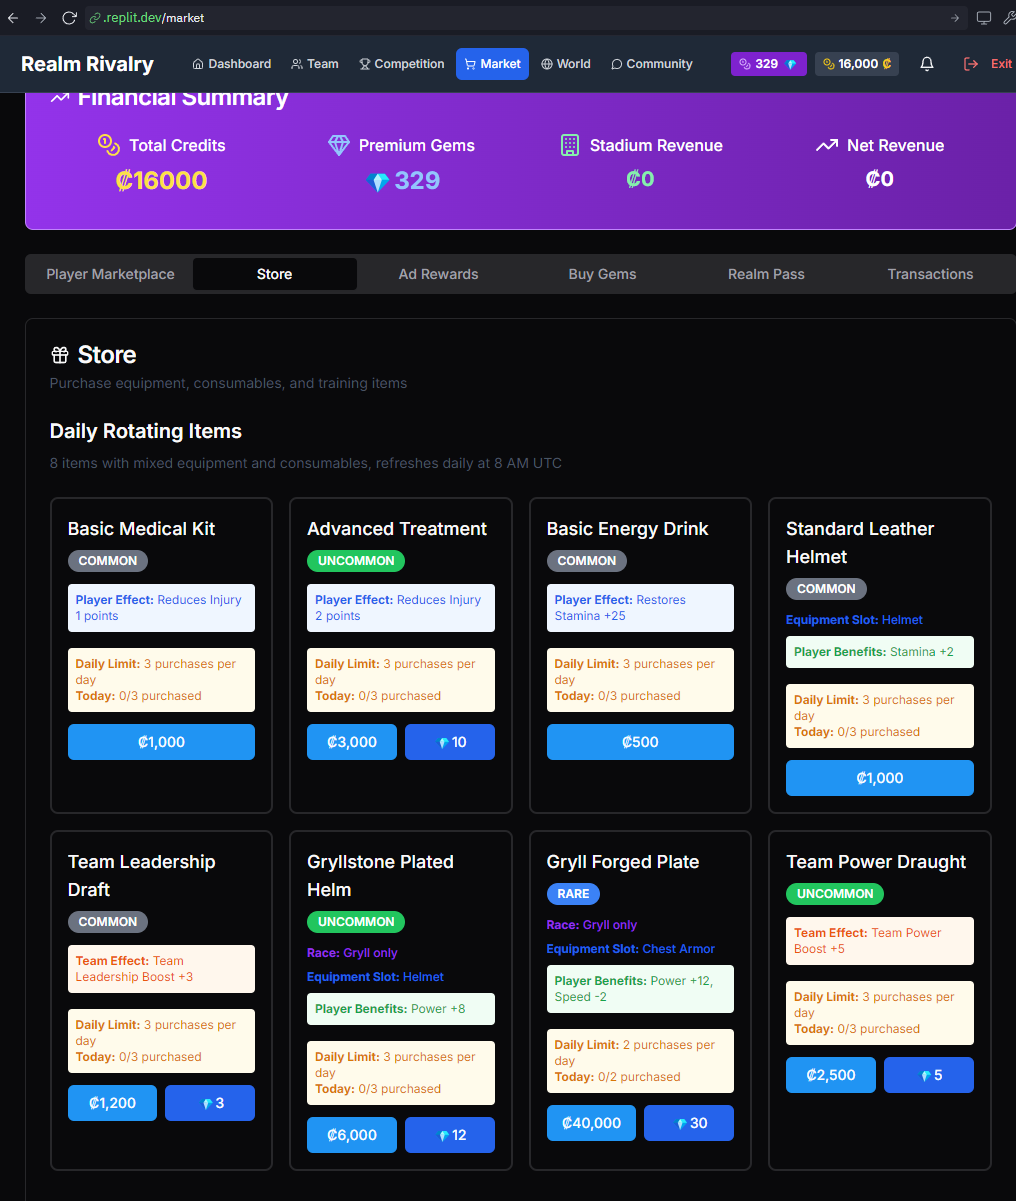 .replit.dev/market
Realm Rivalry
Dashboard
Team
Competition
Market
World
Community
329
16,000 ₡
Exit
Financial Summary
Total Credits
₡16000
Premium Gems
329
Stadium Revenue
₡0
Net Revenue
₡0
Player Marketplace
Store
Ad Rewards
Buy Gems
Realm Pass
Transactions
Store
Purchase equipment, consumables, and training items
Daily Rotating Items
8 items with mixed equipment and consumables, refreshes daily at 8 AM UTC
Basic Medical Kit
COMMON
Player Effect: Reduces Injury
1 points
Daily Limit: 3 purchases per
day
Today: 0/3 purchased
₡1,000
Advanced Treatment
UNCOMMON
Player Effect: Reduces Injury
2 points
Daily Limit: 3 purchases per
day
Today: 0/3 purchased
₡3,000
10
Basic Energy Drink
COMMON
Player Effect: Restores
Stamina +25
Daily Limit: 3 purchases per
day
Today: 0/3 purchased
₡500
Standard Leather
Helmet
COMMON
Equipment Slot: Helmet
Player Benefits: Stamina +2
Daily Limit: 3 purchases per
day
Today: 0/3 purchased
₡1,000
Team Leadership
Draft
COMMON
Team Effect: Team
Leadership Boost +3
Daily Limit: 3 purchases per
day
Today: 0/3 purchased
₡1,200
3
Gryllstone Plated
Helm
UNCOMMON
Race: Gryll only
Equipment Slot: Helmet
Player Benefits: Power +8
Daily Limit: 3 purchases per
day
Today: 0/3 purchased
₡6,000
12
Gryll Forged Plate
RARE
Race: Gryll only
Equipment Slot: Chest Armor
Player Benefits: Power +12,
Speed -2
Daily Limit: 2 purchases per
day
Today: 0/2 purchased
₡40,000
30
Team Power Draught
UNCOMMON
Team Effect: Team Power
Boost +5
Daily Limit: 3 purchases per
day
Today: 0/3 purchased
₡2,500
5